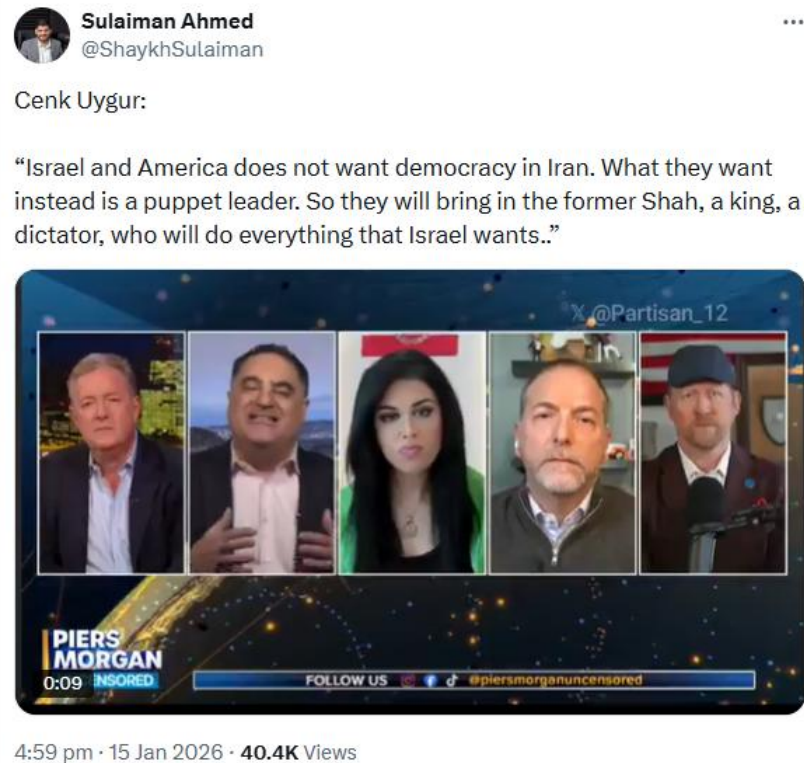 Sulaiman Ahmed
@ShaykhSulaiman
Cenk Uygur:
“Israel and America does not want democracy in Iran. What they want
instead is a puppet leader. So they will bring in the former Shah, a king, a
dictator, who will do everything that Israel wants..”
X @Partisan_12
PIERS
MORGAN
0:09 ENSORED
FOLLOW US @piersmorganuncensored
4:59 pm · 15 Jan 2026 · 40.4K Views